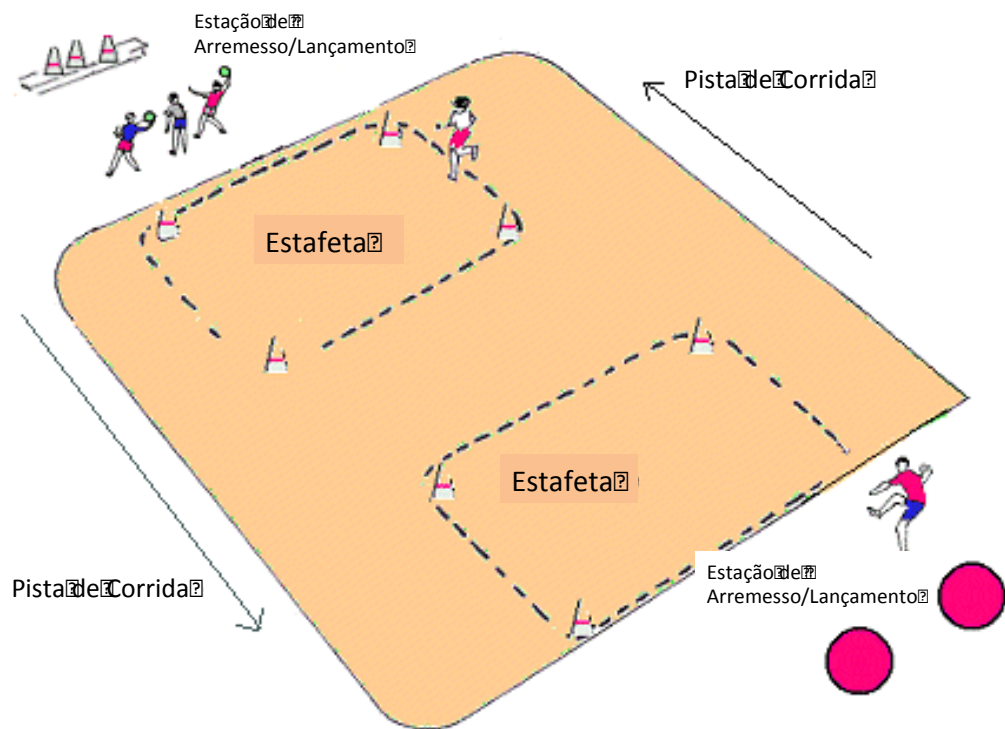 Estação de
Arremesso/Lançamento
Pista de Corrida
Estafeta
Estafeta
Estação de
Arremesso/Lançamento
Pista de Corrida